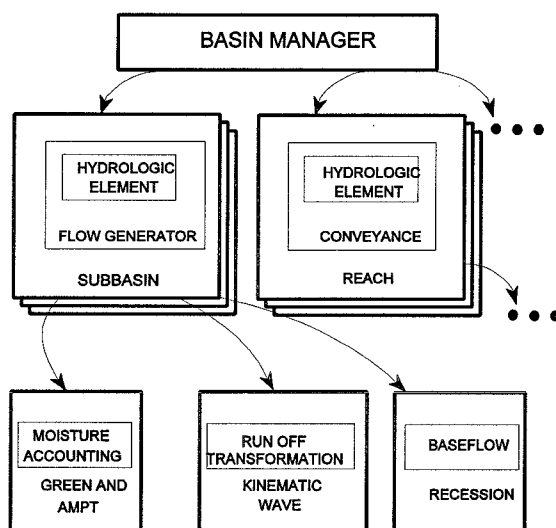 BASIN MANAGER
HYDROLOGIC
ELEMENT
FLOW GENERATOR
SUBBASIN
HYDROLOGIC
ELEMENT
CONVEYANCE
REACH
MOISTURE
ACCOUNTING
GREEN AND
AMPT
RUN OFF
TRANSFORMATION
KINEMATIC
WAVE
BASEFLOW
RECESSION